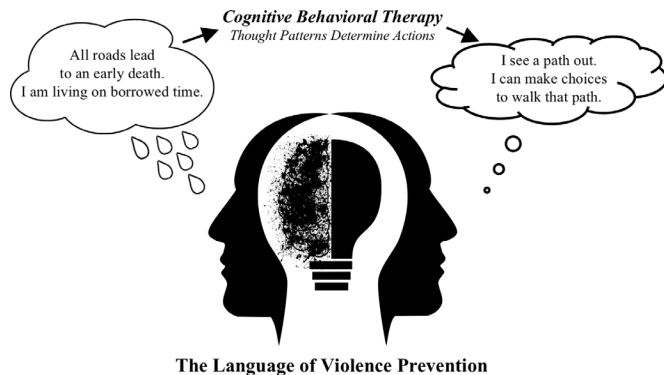 Cognitive Behavioral Therapy
Thought Patterns Determine Actions
All roads lead
to an early death.
I am living on borrowed time.
I see a path out.
I can make choices
to walk that path.
The Language of Violence Prevention